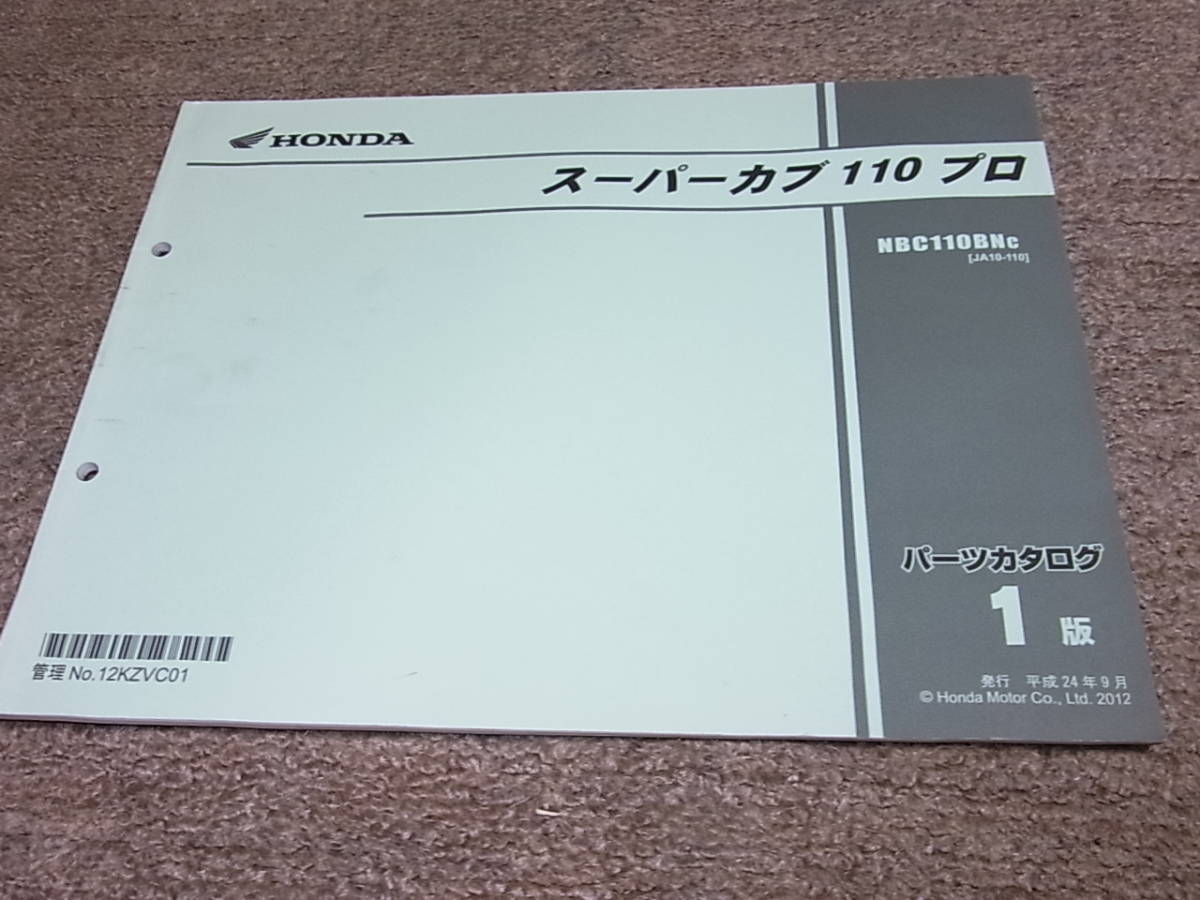 HONDA
スーパーカブ 110 プロ
NBC110BNC
[JA10-110]
パーツカタログ
1 版
発行 平成 24 年 9 月
© Honda Motor Co., Ltd. 2012
管理 No.12KZVC01